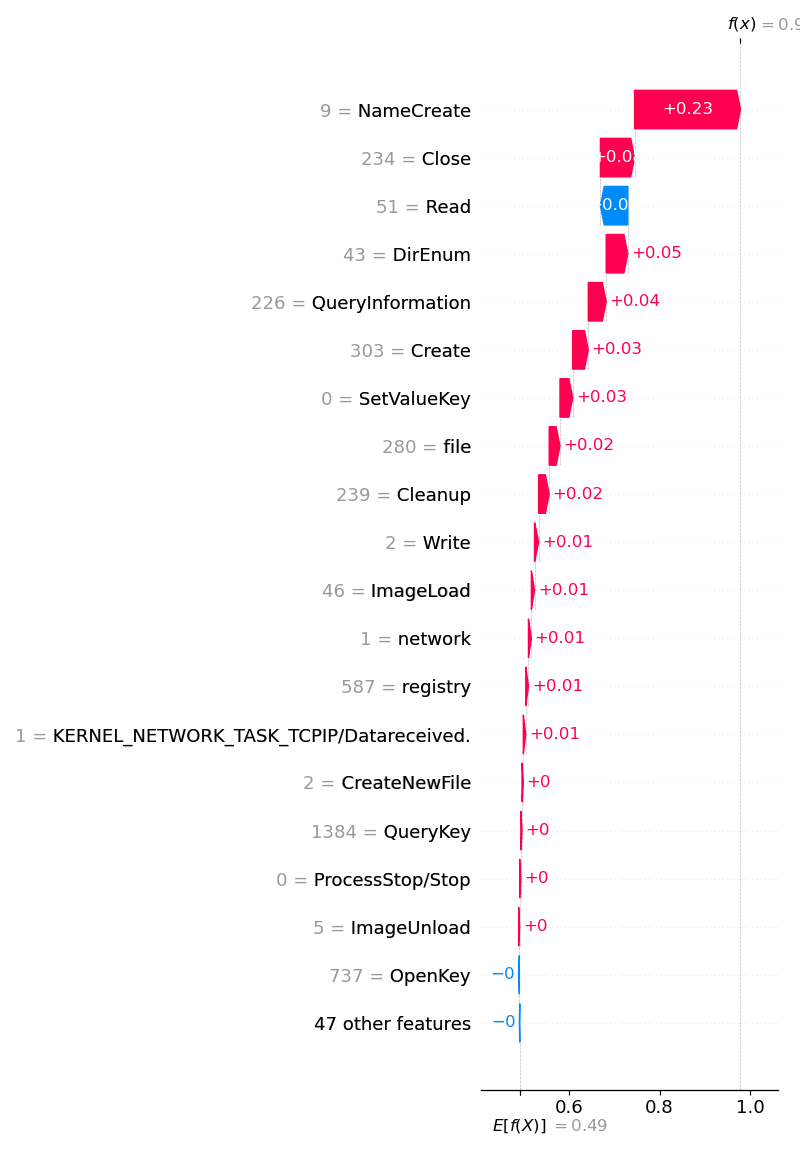 f(x) = 0.9
9 = NameCreate
+0.23
234 = Close
+0.0
51 = Read
0.0
43 = DirEnum
+0.05
226 = QueryInformation
+0.04
303 = Create
+0.03
0 = SetValueKey
+0.03
280 = file
+0.02
239 = Cleanup
+0.02
2 = Write
+0.01
46 = ImageLoad
+0.01
1 = network
+0.01
587 = registry
+0.01
1 = KERNEL_NETWORK_TASK_TCPIP/Datareceived.
+0.01
2 = CreateNewFile
+0
1384 = QueryKey
+0
0 = ProcessStop/Stop
+0
5 = ImageUnload
+0
737 = OpenKey
−0
47 other features
−0
0.6 0.8 1.0
E[f(X)] = 0.49